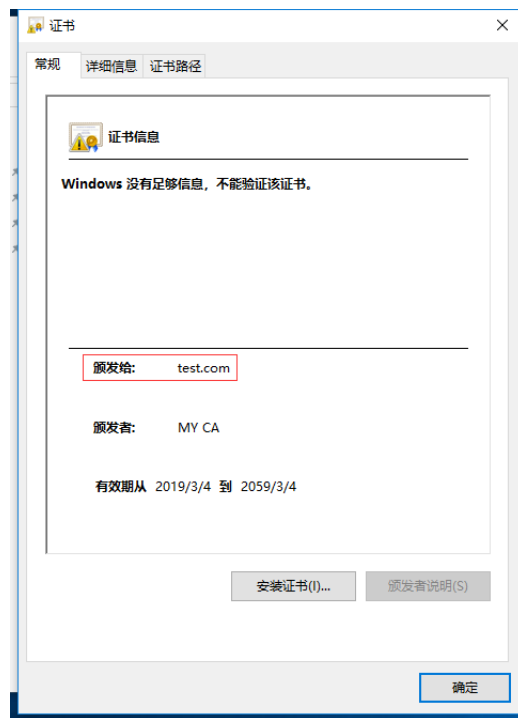 证书
常规 详细信息 证书路径
证书信息
Windows 没有足够信息，不能验证该证书。
颁发给: test.com
颁发者: MY CA
有效期从 2019/3/4 到 2059/3/4
安装证书(I)... 颁发者说明(S)
确定